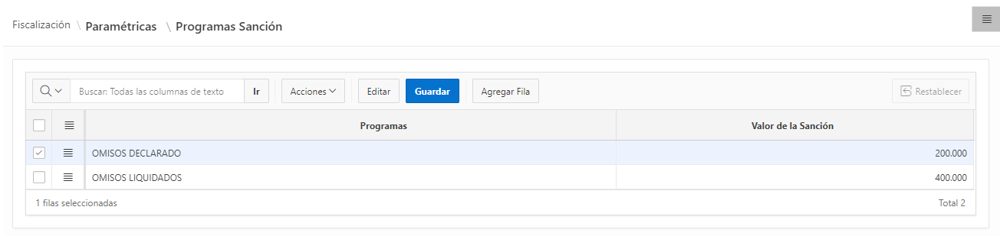 Fiscalización \ Paramétricas \ Programas Sanción
Buscar: Todas las columnas de texto Ir Acciones Editar Guardar Agregar Fila Restablecer
Programas Valor de la Sanción
OMISOS DECLARADO 200.000
OMISOS LIQUIDADOS 400.000
1 filas seleccionadas Total 2